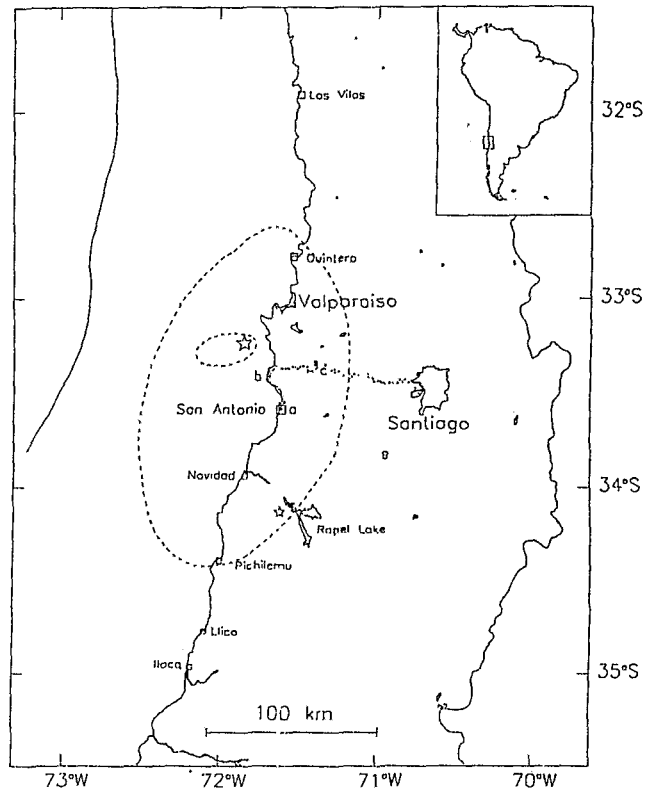 Los Vilos
32°S
Quintero
33°S
Valparaiso
b
c
San Antonio
a
Santiago
Navidad
34°S
Rapel Lake
Pichilemu
Llico
Iloca
35°S
100 km
73°W
72°W
71°W
70°W